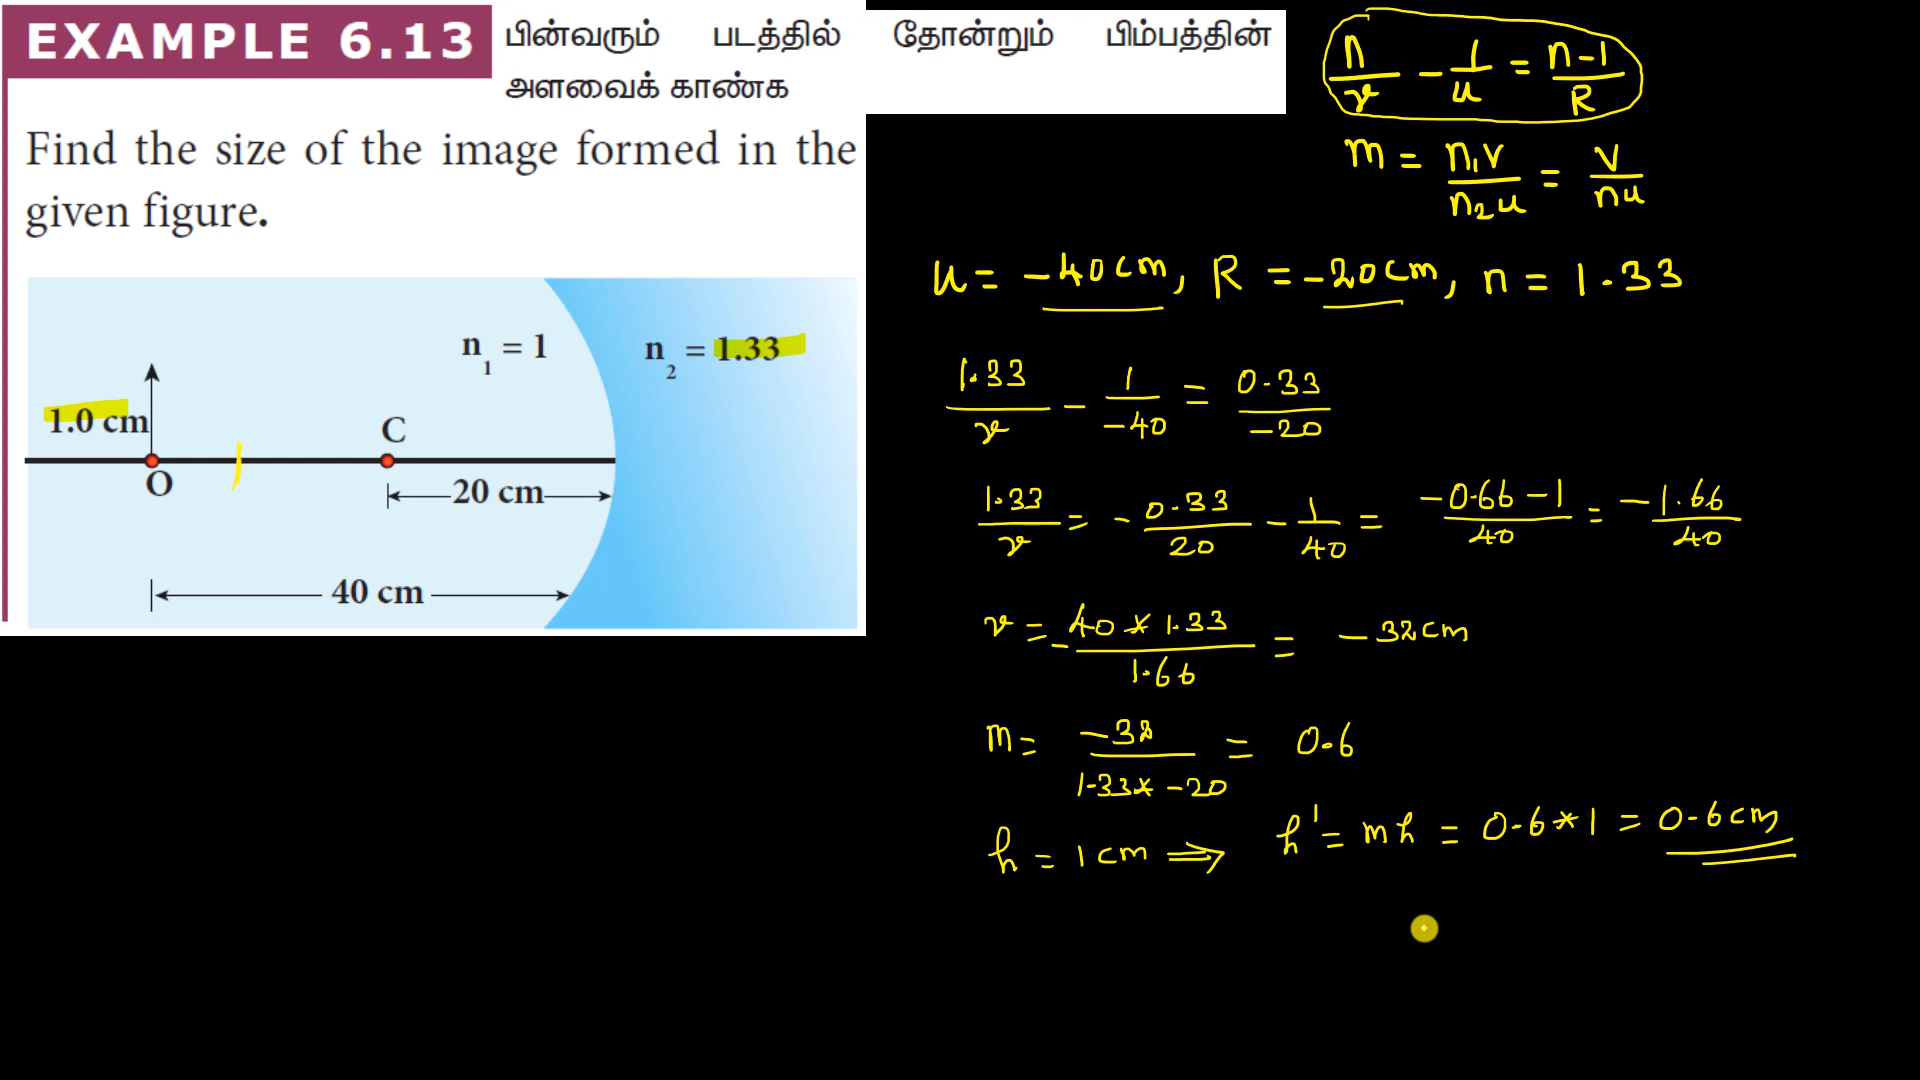 EXAMPLE 6.13
பின்வரும் படத்தில் தோன்றும் பிம்பத்தின்
அளவைக் காண்க
Find the size of the image formed in the
given figure.
n₁ = 1
n₂ = 1.33
1.0 cm
C
O
20 cm
40 cm
n/v - 1/u = n-1/R
m = n₁v/n₂u = v/nu
u = -40cm, R = -20cm, n = 1.33
1.33/v - 1/-40 = 0.33/-20
1.33/v = -0.33/20 - 1/40 = -0.66-1/40 = -1.66/40
v = -40*1.33/1.66 = -32cm
m = -32/1.33*-20 = 0.6
h = 1cm ⇒ h' = mh = 0.6*1 = 0.6cm